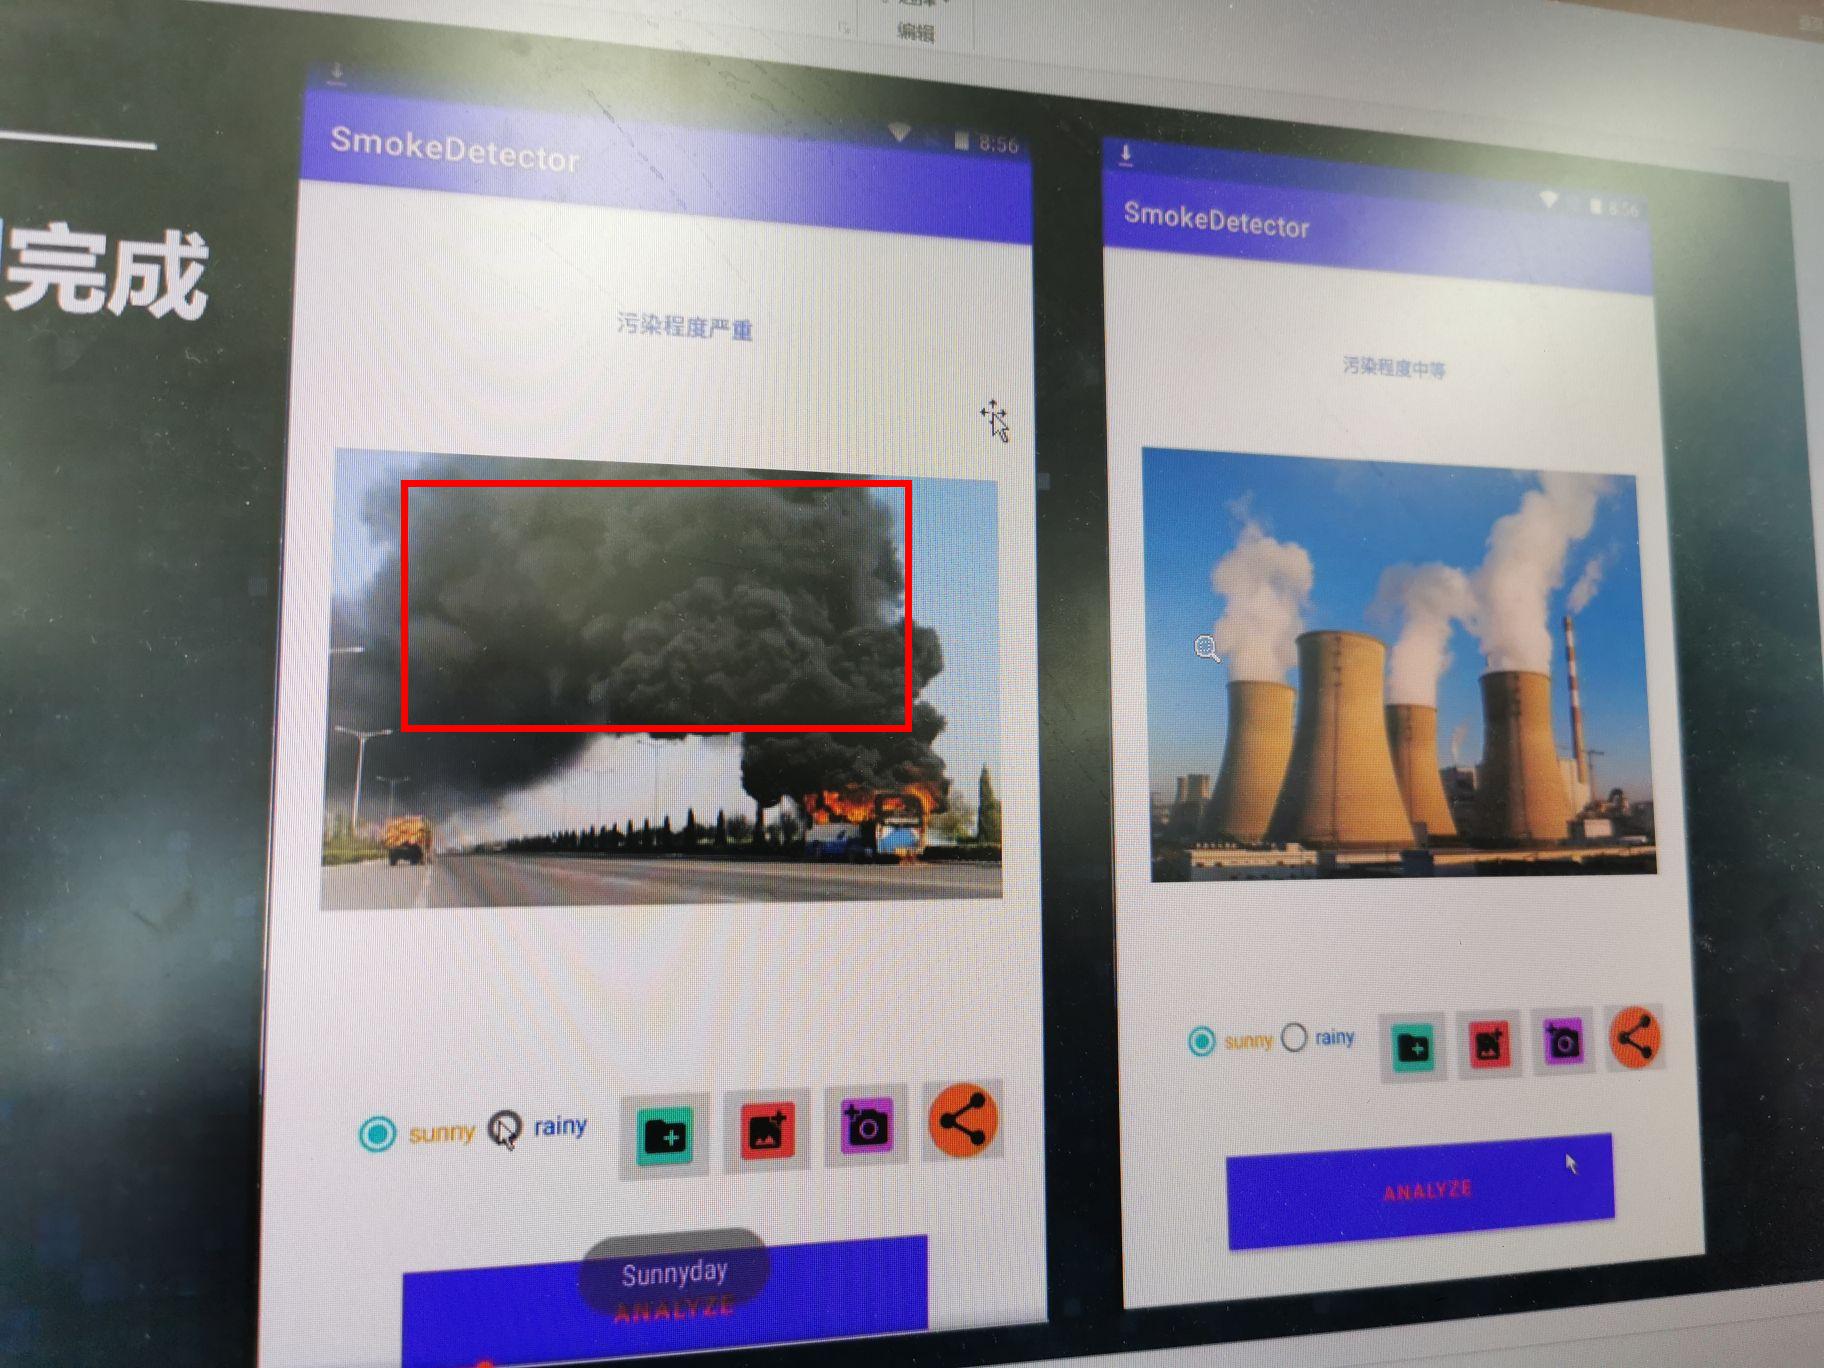 编辑
完成
SmokeDetector
8:56
污染程度严重
sunny
rainy
Sunnyday
ANALYZE
SmokeDetector
8:56
污染程度中等
sunny
rainy
ANALYZE